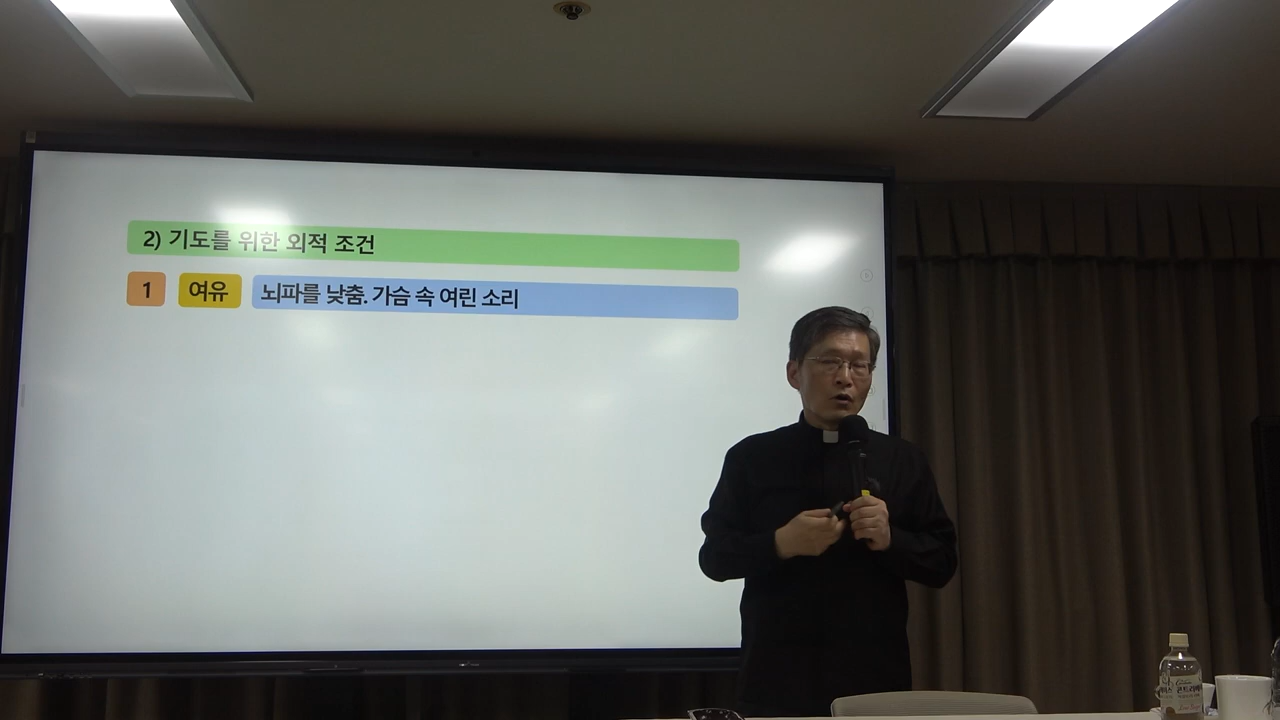 2) 기도를 위한 외적 조건
1 여유 뇌파를 낮춤. 가슴 속 여린 소리